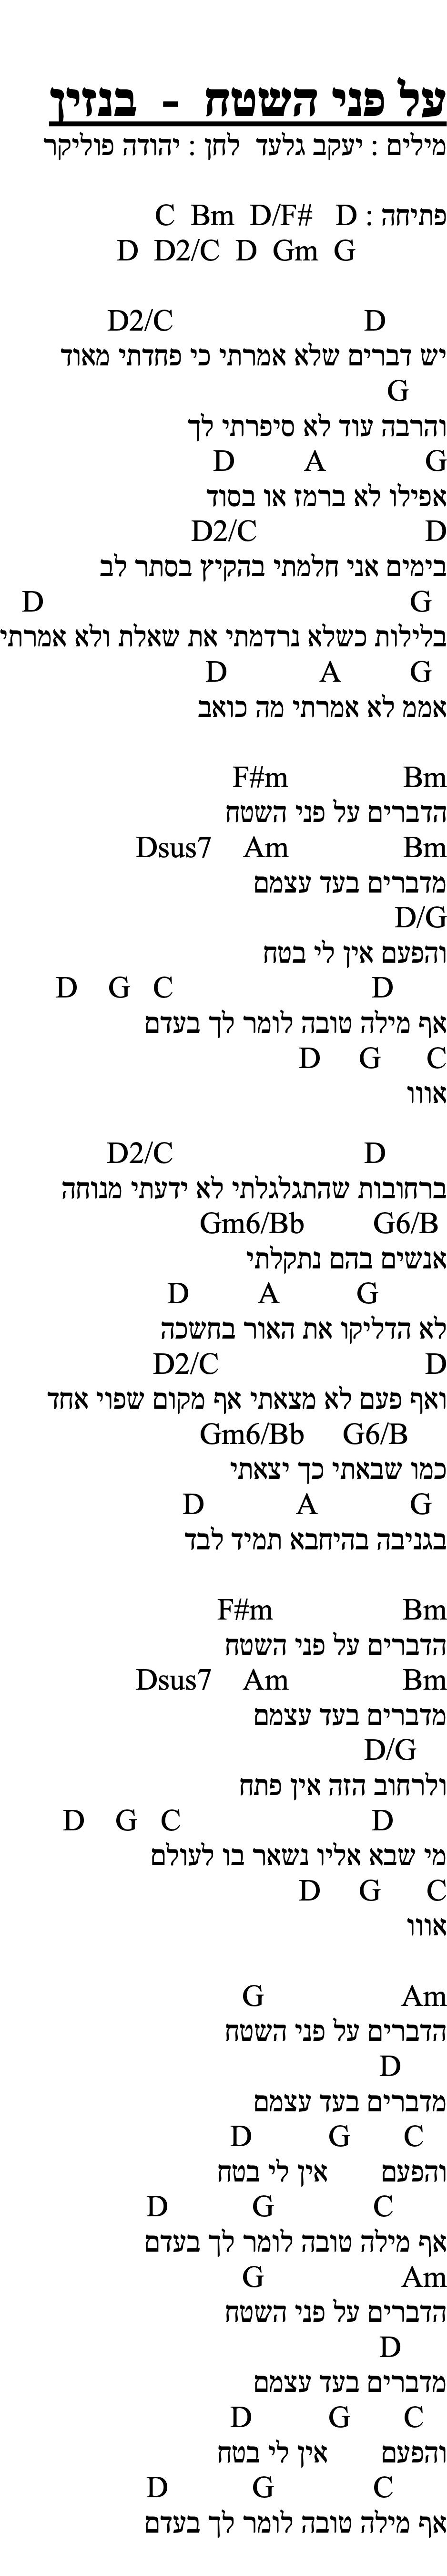 על פני השטח - בנזין
מילים : יעקב גלעד לחן : יהודה פוליקר
פתיחה : C Bm D/F# D
D D2/C D Gm G
D2/C D
יש דברים שלא אמרתי כי פחדתי מאוד
G
והרבה עוד לא סיפרתי לך
D A G
אפילו לא ברמז או בסוד
D2/C D
בימים אני חלמתי בהקיץ בסתר לב
D G
בלילות כשלא נרדמתי את שאלת ולא אמרתי
D A G
אממ לא אמרתי מה כואב
F#m Bm
הדברים על פני השטח
Dsus7 Am Bm
מדברים בעד עצמם
D/G
והפעם אין לי בטח
D G C D
אף מילה טובה לומר לך בעדם
D G C
אווו
D2/C D
ברחובות שהתגלגלתי לא ידעתי מנוחה
Gm6/Bb G6/B
אנשים בהם נתקלתי
D A G
לא הדליקו את האור בחשכה
D2/C D
ואף פעם לא מצאתי אף מקום שפוי אחד
Gm6/Bb G6/B
כמו שבאתי כך יצאתי
D A G
בגניבה בהיחבא תמיד לבד
F#m Bm
הדברים על פני השטח
Dsus7 Am Bm
מדברים בעד עצמם
D/G
ולרחוב הזה אין פתח
D G C D
מי שבא אליו נשאר בו לעולם
D G C
אווו
G Am
הדברים על פני השטח
D
מדברים בעד עצמם
D G C
והפעם אין לי בטח
D G C
אף מילה טובה לומר לך בעדם
G Am
הדברים על פני השטח
D
מדברים בעד עצמם
D G C
והפעם אין לי בטח
D G C
אף מילה טובה לומר לך בעדם